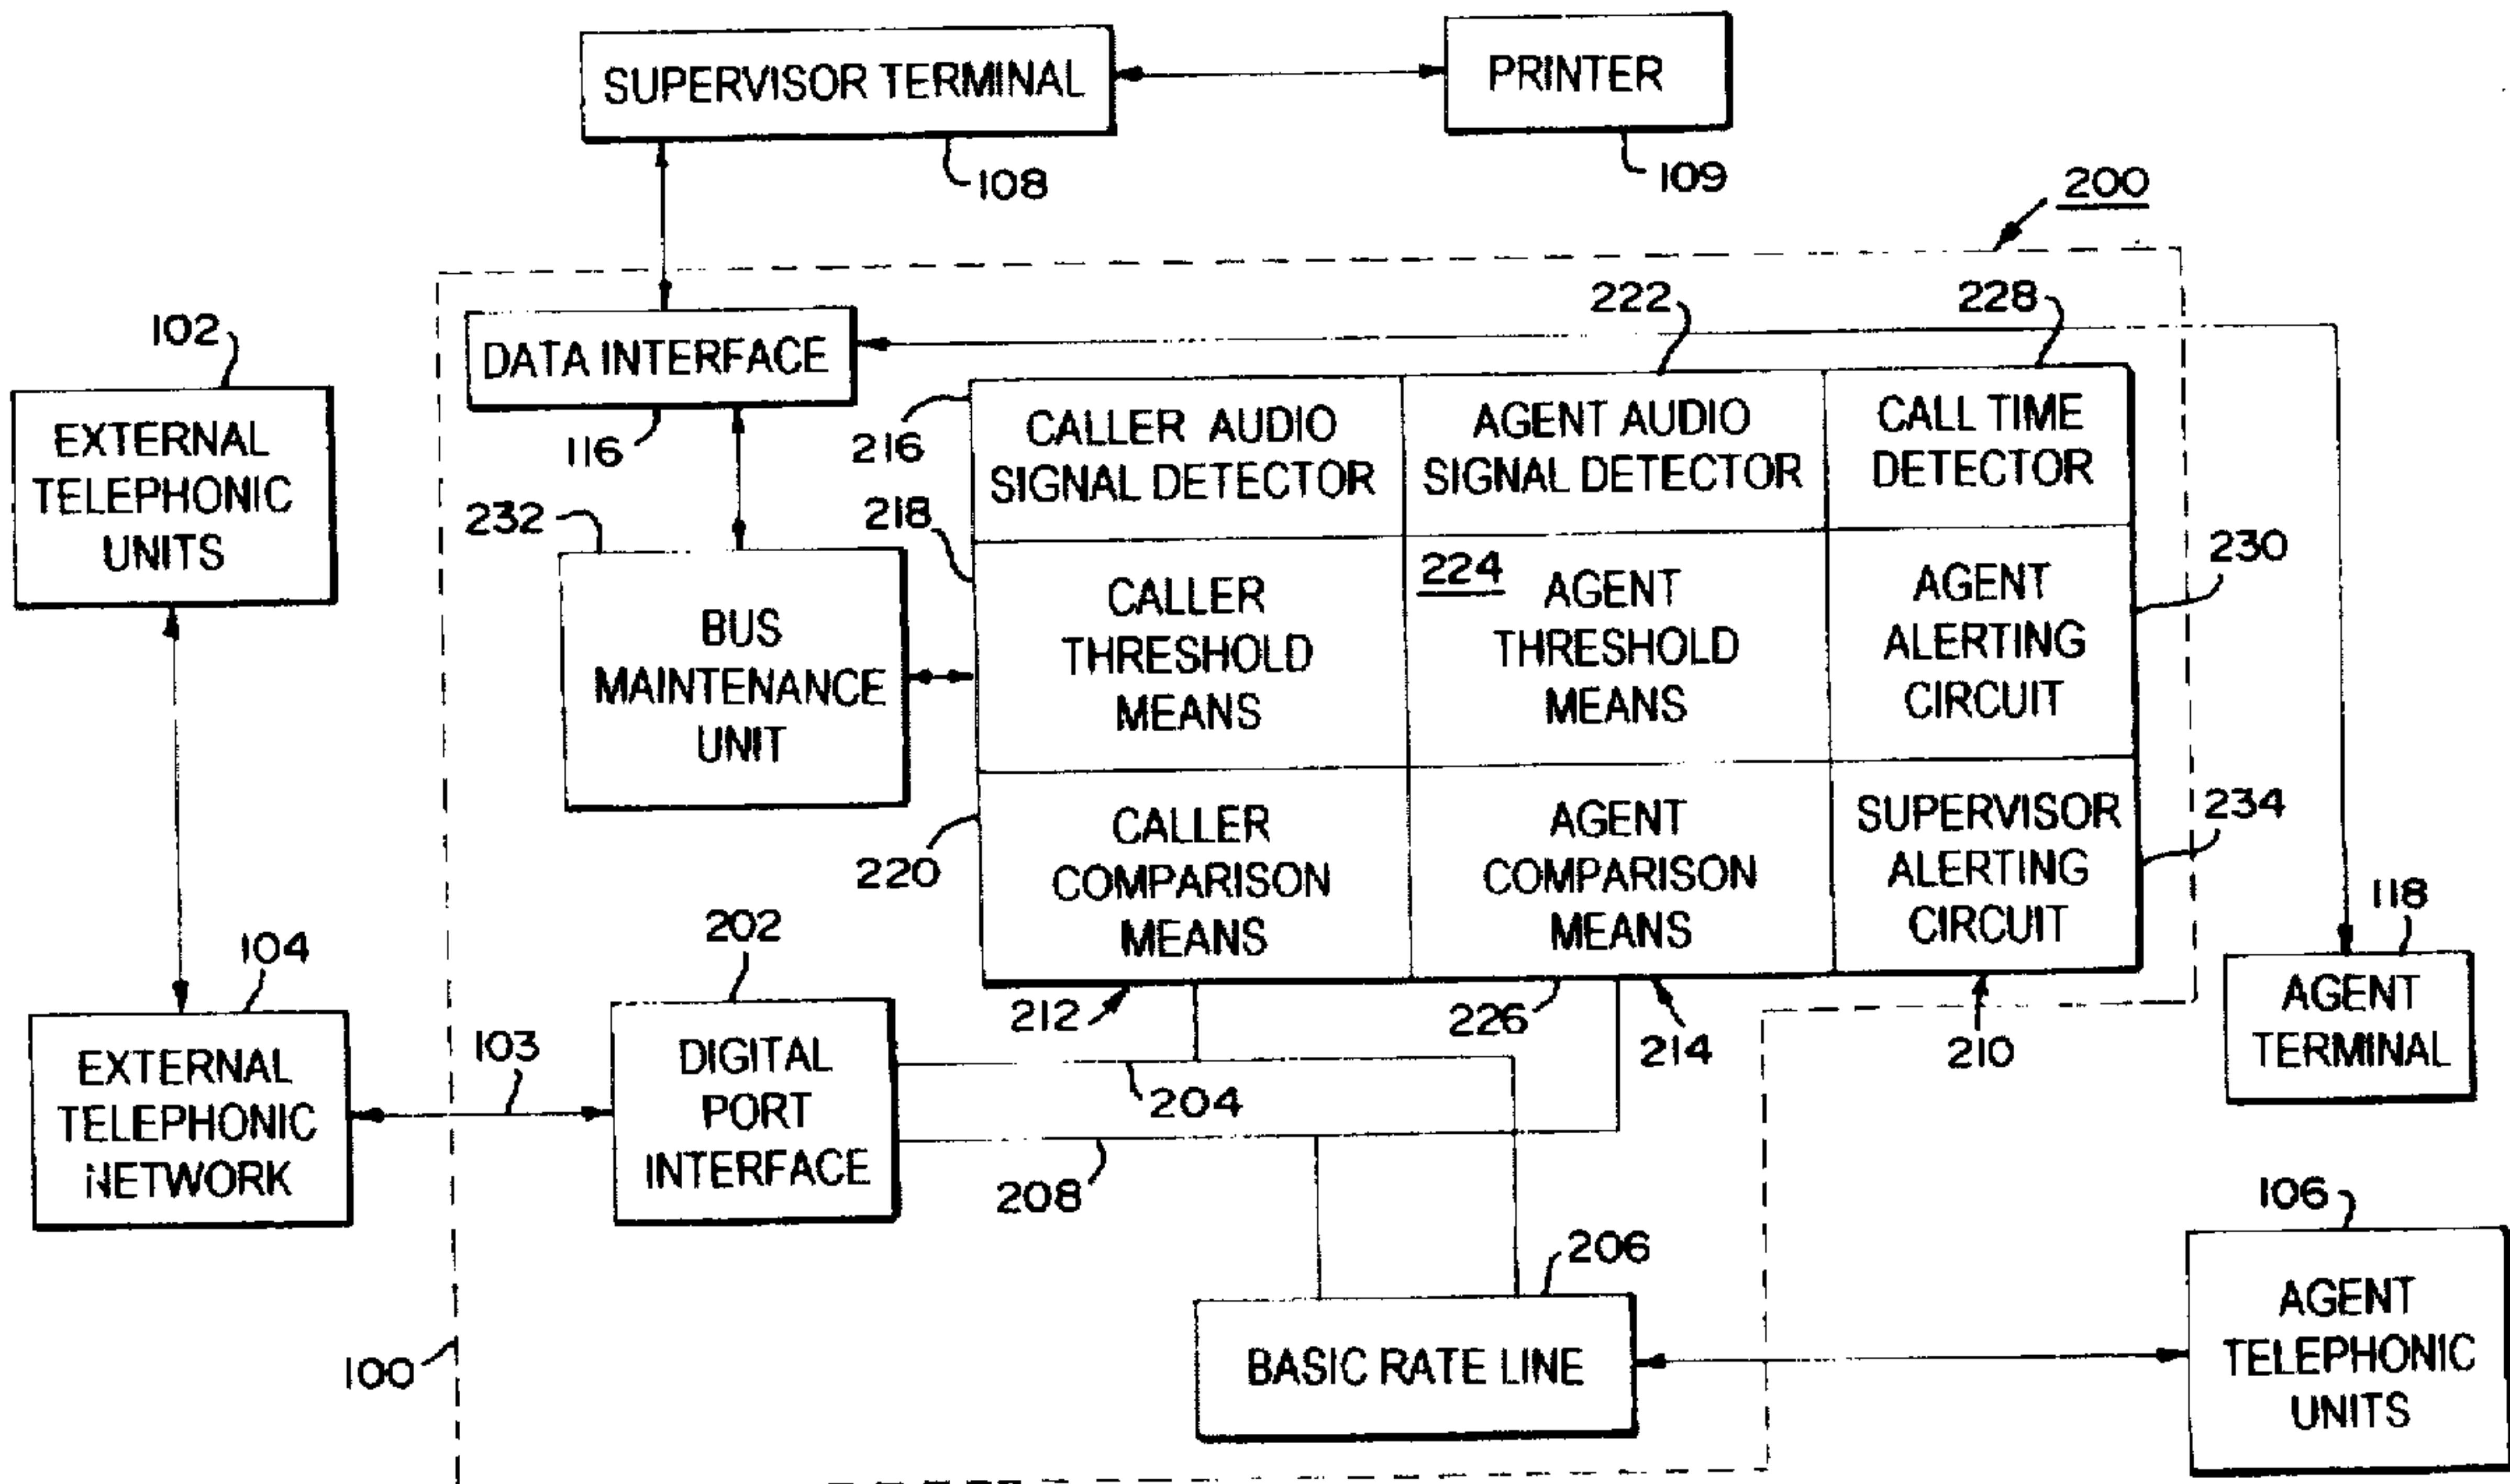 SUPERVISOR TERMINAL
PRINTER
108
109
200
102
222
228
DATA INTERFACE
116
EXTERNAL
TELEPHONIC
UNITS
216
CALLER AUDIO
SIGNAL DETECTOR
AGENT AUDIO
SIGNAL DETECTOR
CALL TIME
DETECTOR
232
218
BUS
MAINTENANCE
UNIT
CALLER
THRESHOLD
MEANS
224
AGENT
THRESHOLD
MEANS
AGENT
ALERTING
CIRCUIT
230
220
CALLER
COMPARISON
MEANS
AGENT
COMPARISON
MEANS
SUPERVISOR
ALERTING
CIRCUIT
234
118
104
202
212
226
214
210
AGENT
TERMINAL
EXTERNAL
TELEPHONIC
NETWORK
103
DIGITAL
PORT
INTERFACE
204
208
106
206
100
BASIC RATE LINE
AGENT
TELEPHONIC
UNITS